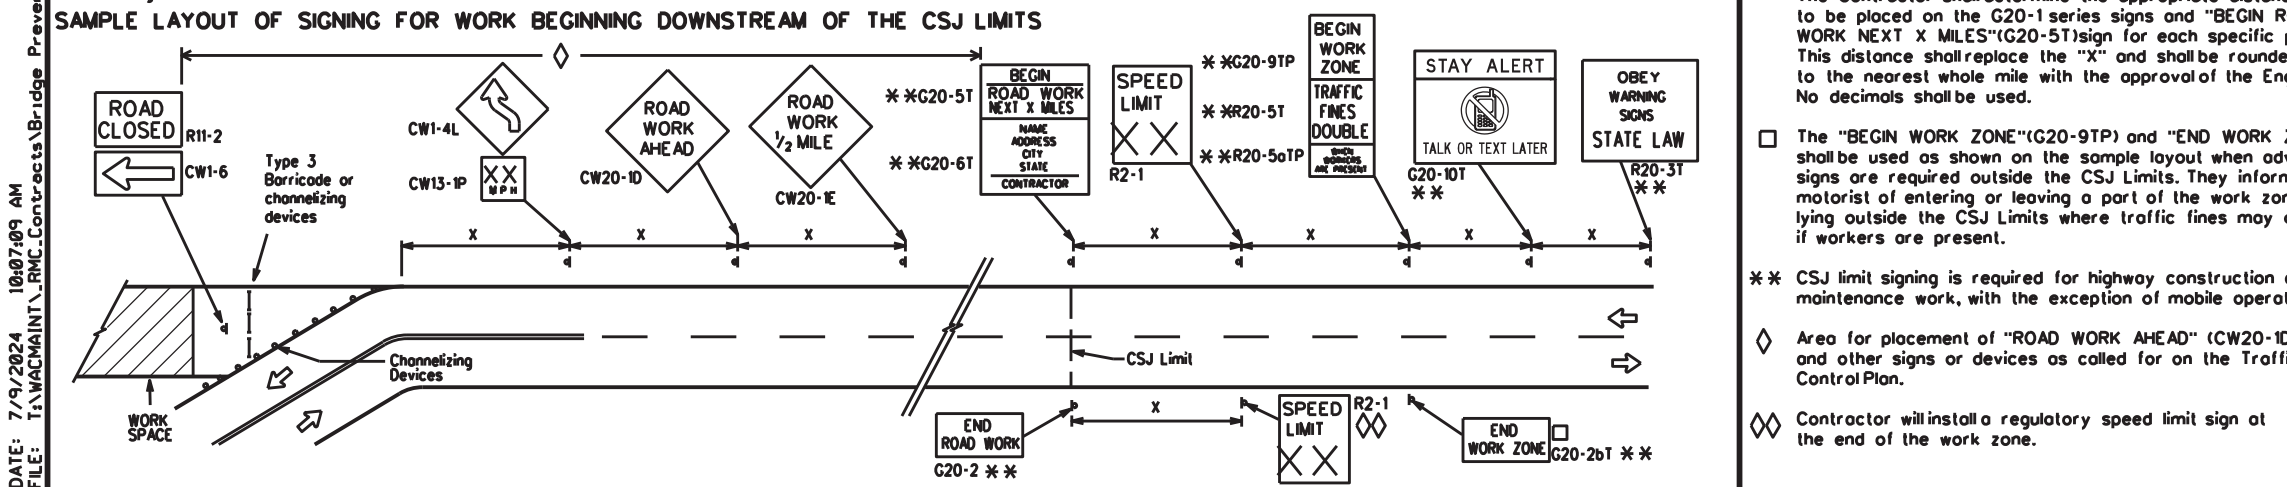 SAMPLE LAYOUT OF SIGNING FOR WORK BEGINNING DOWNSTREAM OF THE CSJ LIMITS
ROAD
CLOSED
R11-2
CW1-6
Type 3
Barricade or
channelizing
devices
CW1-4L
CW13-1P
XX
MPH
ROAD
WORK
AHEAD
CW20-1D
ROAD
WORK
1/2 MILE
CW20-1E
* *G20-5T
* *G20-6T
BEGIN
ROAD WORK
NEXT X MILES
NAME
ADDRESS
CITY
STATE
CONTRACTOR
SPEED
LIMIT
X X
R2-1
* *G20-9TP
* *R20-5T
* *R20-5aTP
BEGIN
WORK
ZONE
TRAFFIC
FINES
DOUBLE
WHEN
WORKERS
ARE PRESENT
STAY ALERT
TALK OR TEXT LATER
G20-10T
* *
OBEY
WARNING
SIGNS
STATE LAW
R20-3T
* *
X
X
X
X
X
X
X
Channelizing
Devices
WORK
SPACE
CSJ Limit
END
ROAD WORK
G20-2 * *
X
SPEED
LIMIT
X X
R2-1
END
WORK ZONE
G20-2bT * *
to be placed on the G20-1 series signs and "BEGIN R
WORK NEXT X MILES"(G20-5T)sign for each specific
This distance shall replace the "X" and shall be rounde
to the nearest whole mile with the approval of the En
No decimals shall be used.
The "BEGIN WORK ZONE"(G20-9TP) and "END WORK
shall be used as shown on the sample layout when adv
signs are required outside the CSJ Limits. They inform
motorist of entering or leaving a part of the work zon
lying outside the CSJ Limits where traffic fines may
if workers are present.
* * CSJ limit signing is required for highway construction
maintenance work, with the exception of mobile opera
Area for placement of "ROAD WORK AHEAD" (CW20-1D
and other signs or devices as called for on the Traffi
Control Plan.
Contractor will install a regulatory speed limit sign at
the end of the work zone.
DATE: 7/9/2024 10:07:09 AM
FILE: T:\WACMAINT\_RMC_Contracts\Bridge Preve